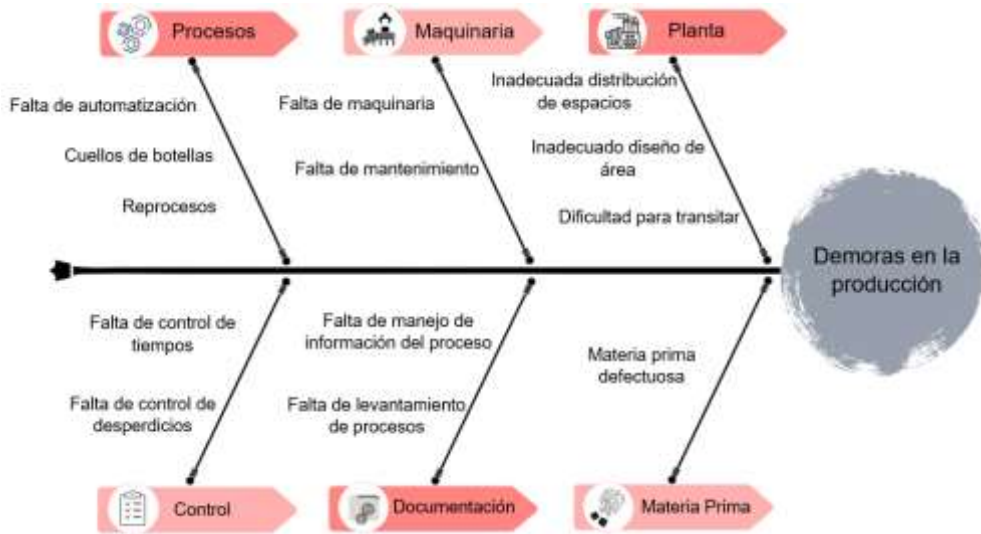 Procesos
Maquinaria
Planta
Falta de automatización
Cuellos de botellas
Reprocesos
Falta de maquinaria
Falta de mantenimiento
Inadecuada distribución
de espacios
Inadecuado diseño de
área
Dificultad para transitar
Demoras en la
producción
Falta de control de
tiempos
Falta de control de
desperdicios
Falta de manejo de
información del proceso
Falta de levantamiento
de procesos
Materia prima
defectuosa
Control
Documentación
Materia Prima